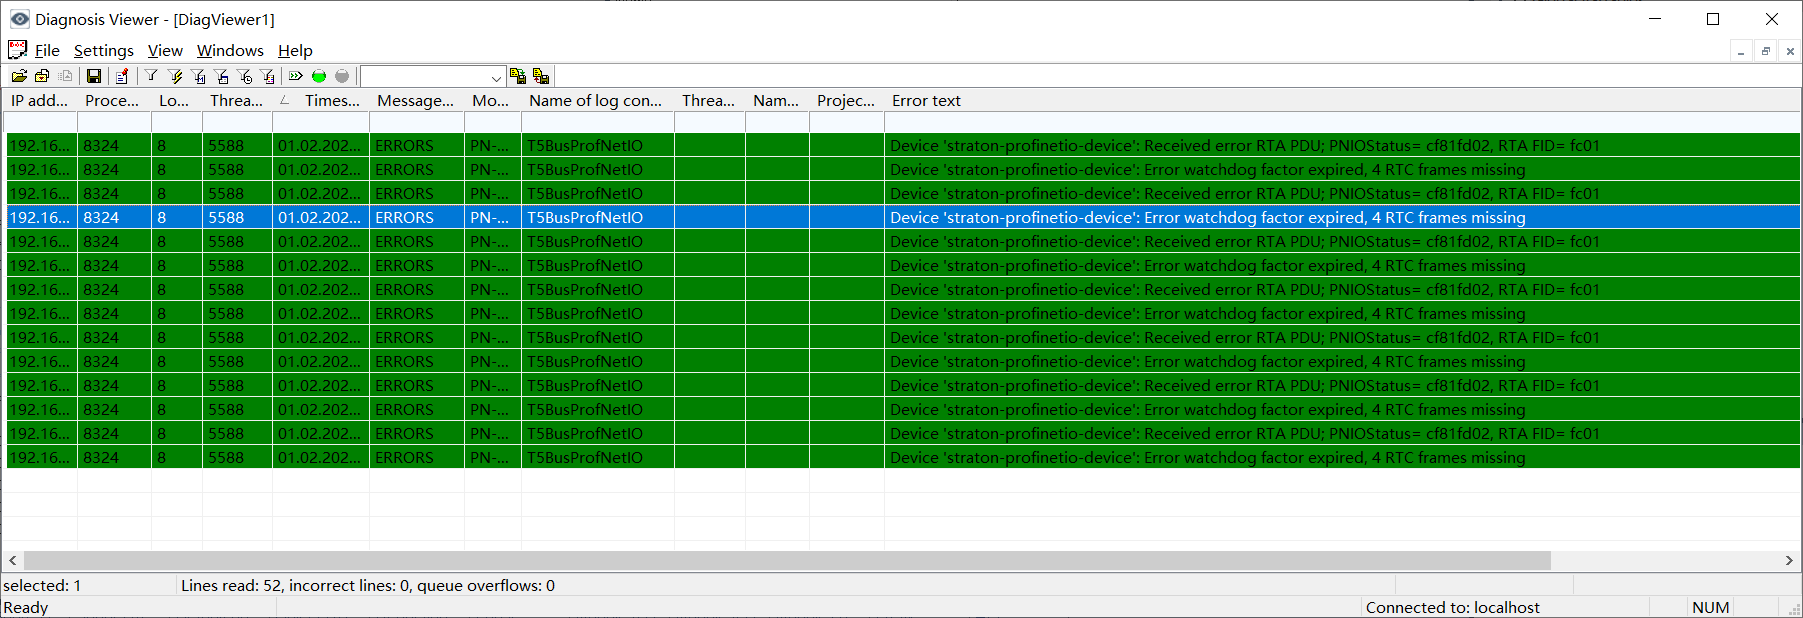 Diagnosis Viewer - [DiagViewer1]
File Settings View Windows Help
IP add... Proce... Lo... Threa... Times... Message... Mo... Name of log con... Threa... Nam... Projec... Error text
192.16... 8324 8 5588 01.02.202... ERRORS PN-... T5BusProfNetIO Device 'straton-profinetio-device': Received error RTA PDU; PNIOStatus= cf81fd02, RTA FID= fc01
192.16... 8324 8 5588 01.02.202... ERRORS PN-... T5BusProfNetIO Device 'straton-profinetio-device': Error watchdog factor expired, 4 RTC frames missing
192.16... 8324 8 5588 01.02.202... ERRORS PN-... T5BusProfNetIO Device 'straton-profinetio-device': Received error RTA PDU; PNIOStatus= cf81fd02, RTA FID= fc01
192.16... 8324 8 5588 01.02.202... ERRORS PN-... T5BusProfNetIO Device 'straton-profinetio-device': Error watchdog factor expired, 4 RTC frames missing
192.16... 8324 8 5588 01.02.202... ERRORS PN-... T5BusProfNetIO Device 'straton-profinetio-device': Received error RTA PDU; PNIOStatus= cf81fd02, RTA FID= fc01
192.16... 8324 8 5588 01.02.202... ERRORS PN-... T5BusProfNetIO Device 'straton-profinetio-device': Error watchdog factor expired, 4 RTC frames missing
192.16... 8324 8 5588 01.02.202... ERRORS PN-... T5BusProfNetIO Device 'straton-profinetio-device': Received error RTA PDU; PNIOStatus= cf81fd02, RTA FID= fc01
192.16... 8324 8 5588 01.02.202... ERRORS PN-... T5BusProfNetIO Device 'straton-profinetio-device': Error watchdog factor expired, 4 RTC frames missing
192.16... 8324 8 5588 01.02.202... ERRORS PN-... T5BusProfNetIO Device 'straton-profinetio-device': Received error RTA PDU; PNIOStatus= cf81fd02, RTA FID= fc01
192.16... 8324 8 5588 01.02.202... ERRORS PN-... T5BusProfNetIO Device 'straton-profinetio-device': Error watchdog factor expired, 4 RTC frames missing
192.16... 8324 8 5588 01.02.202... ERRORS PN-... T5BusProfNetIO Device 'straton-profinetio-device': Received error RTA PDU; PNIOStatus= cf81fd02, RTA FID= fc01
192.16... 8324 8 5588 01.02.202... ERRORS PN-... T5BusProfNetIO Device 'straton-profinetio-device': Error watchdog factor expired, 4 RTC frames missing
192.16... 8324 8 5588 01.02.202... ERRORS PN-... T5BusProfNetIO Device 'straton-profinetio-device': Received error RTA PDU; PNIOStatus= cf81fd02, RTA FID= fc01
192.16... 8324 8 5588 01.02.202... ERRORS PN-... T5BusProfNetIO Device 'straton-profinetio-device': Error watchdog factor expired, 4 RTC frames missing
selected: 1 Lines read: 52, incorrect lines: 0, queue overflows: 0
Ready Connected to: localhost NUM